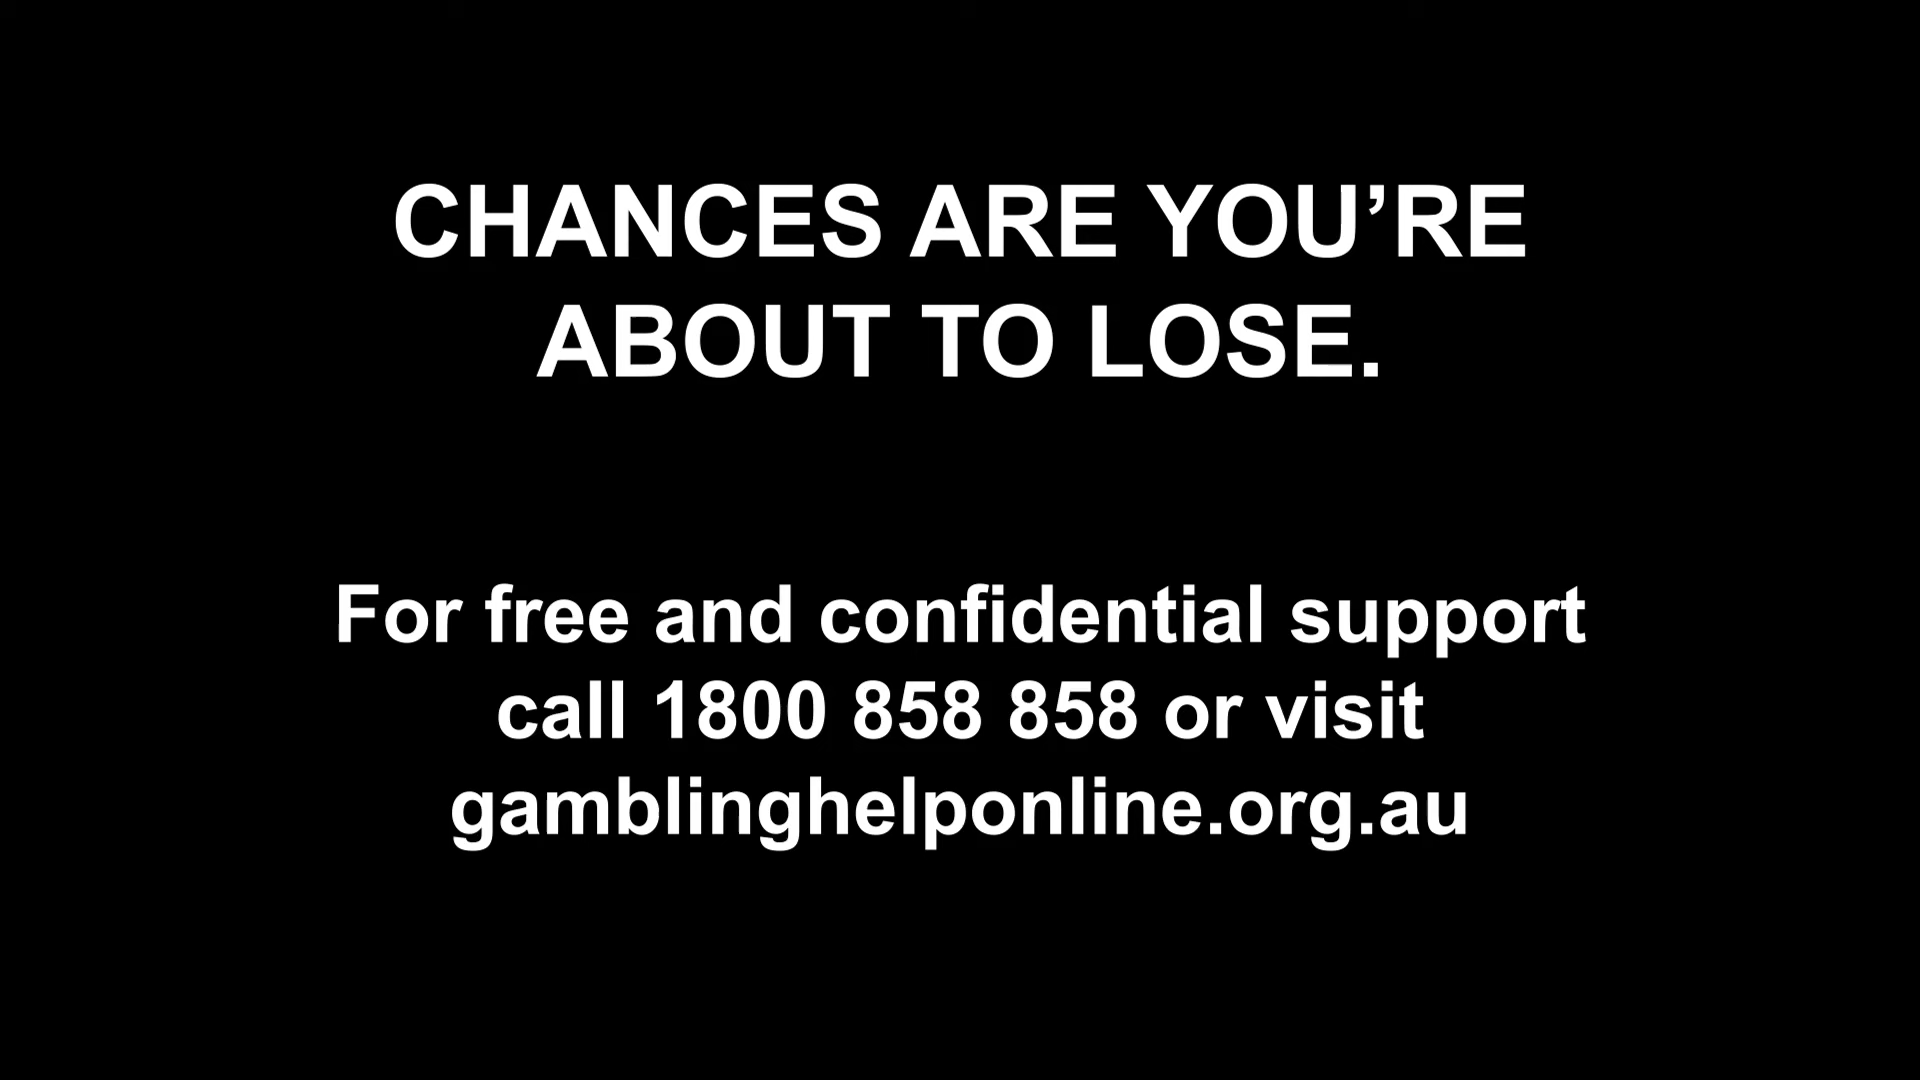 CHANCES ARE YOU’RE
ABOUT TO LOSE.
For free and confidential support
call 1800 858 858 or visit
gamblinghelponline.org.au